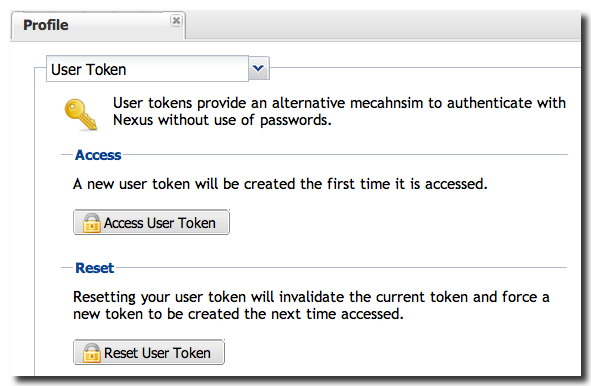 Profile
User Token
User tokens provide an alternative mecahnsim to authenticate with
Nexus without use of passwords.
Access
A new user token will be created the first time it is accessed.
Access User Token
Reset
Resetting your user token will invalidate the current token and force a
new token to be created the next time accessed.
Reset User Token